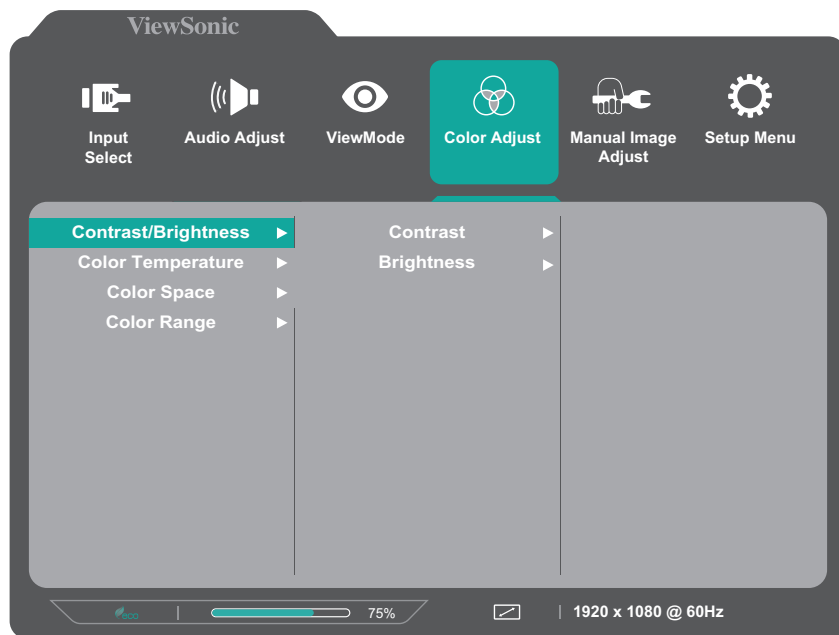 ViewSonic
Input
Select
Audio Adjust
ViewMode
Color Adjust
Manual Image
Adjust
Setup Menu
Contrast/Brightness
Color Temperature
Color Space
Color Range
Contrast
Brightness
eco
75%
1920 x 1080 @ 60Hz